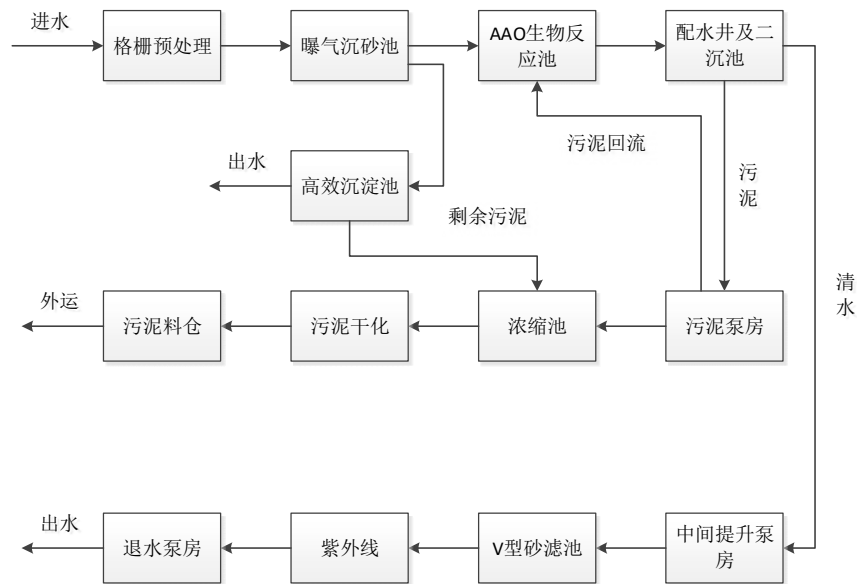 进水
格栅预处理
曝气沉砂池
AAO生物反
应池
配水井及二
沉池
污泥回流
出水
高效沉淀池
污
泥
剩余污泥
清
水
外运
污泥料仓
污泥干化
浓缩池
污泥泵房
出水
退水泵房
紫外线
V型砂滤池
中间提升泵
房